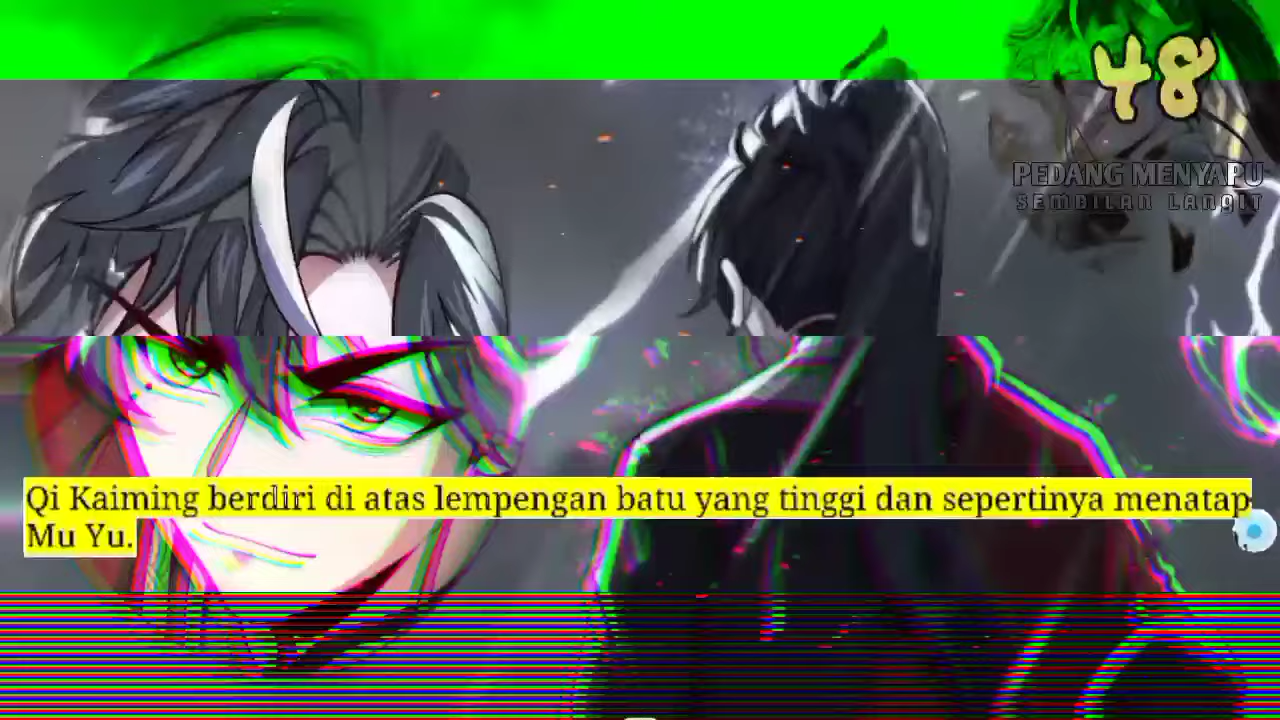 48
PEDANG MENYAPU
SEMBILAN LANGIT
Qi Kaiming berdiri di atas lempengan batu yang tinggi dan sepertinya menatap
Mu Yu.